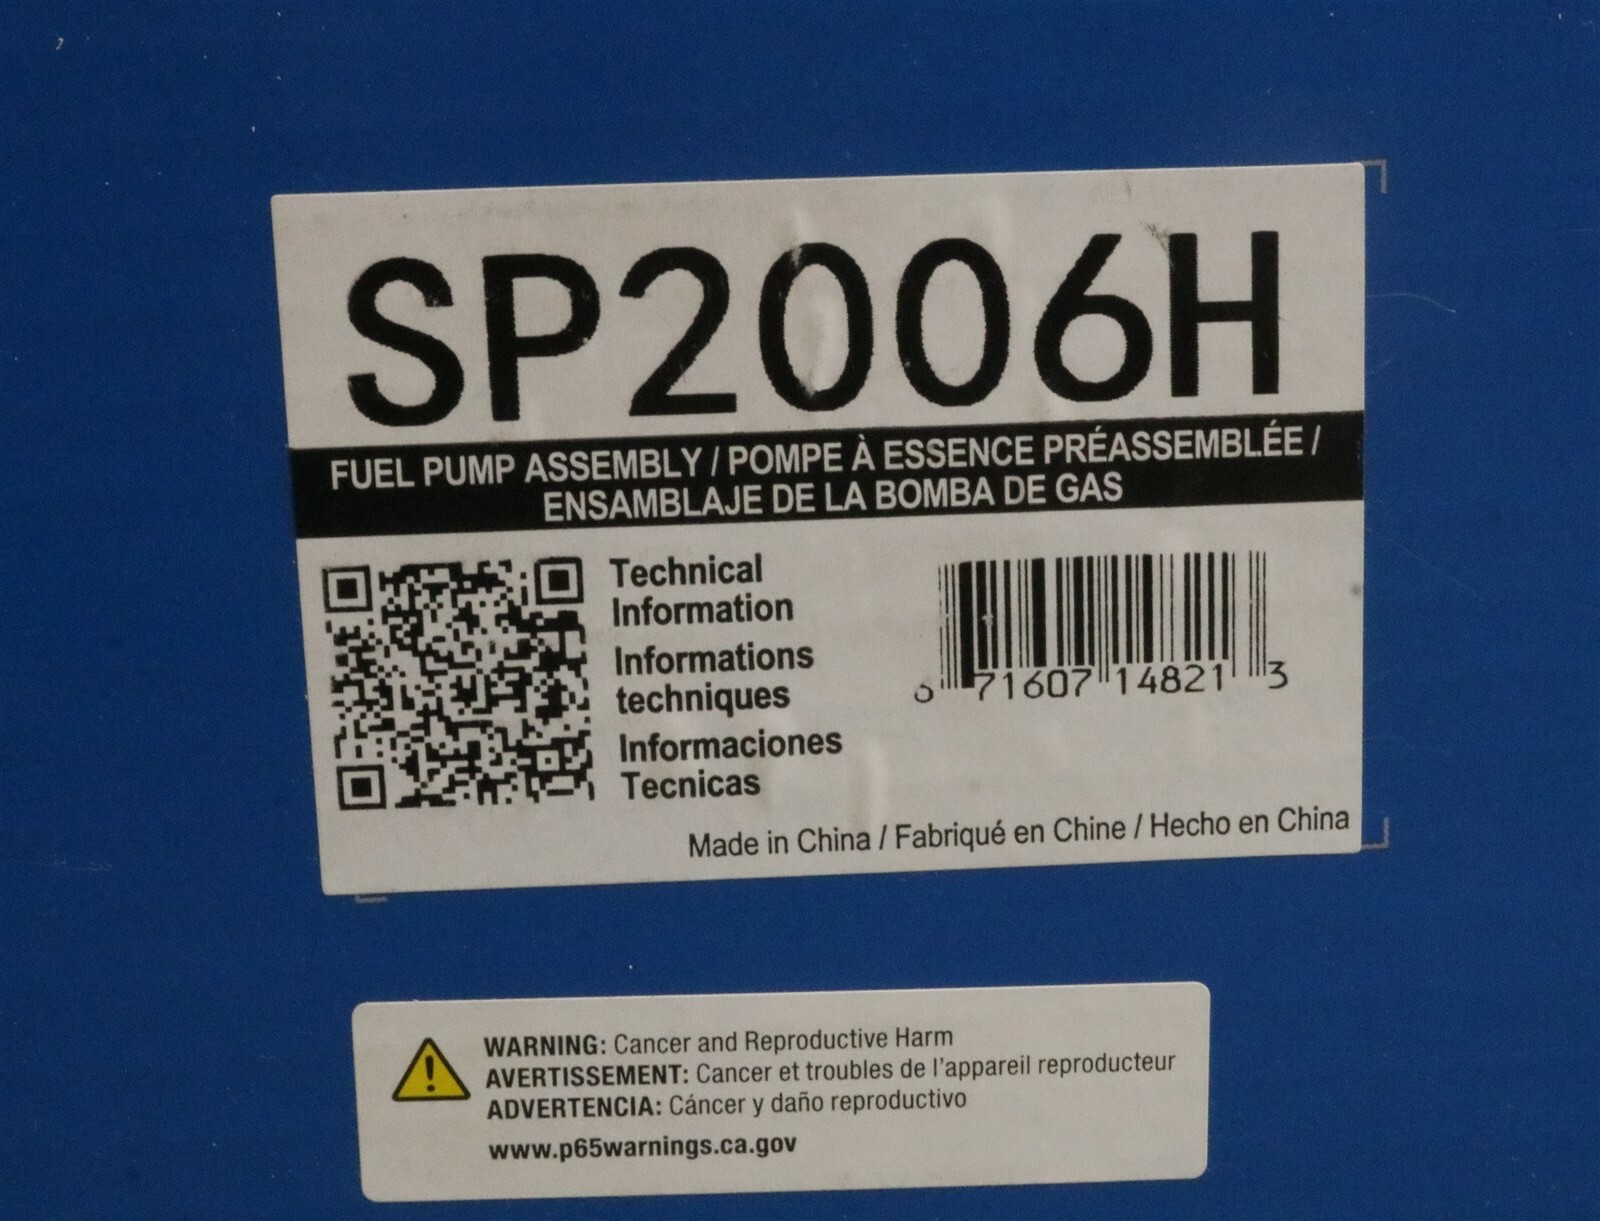 SP2006H
FUEL PUMP ASSEMBLY / POMPE À ESSENCE PRÉASSEMBLÉE /
ENSAMBLAJE DE LA BOMBA DE GAS
Technical
Information
Informations
techniques
Informaciones
Tecnicas
6 71607 14821 3
Made in China / Fabriqué en Chine / Hecho en China
WARNING: Cancer and Reproductive Harm
AVERTISSEMENT: Cancer et troubles de l'appareil reproducteur
ADVERTENCIA: Cáncer y daño reproductivo
www.p65warnings.ca.gov